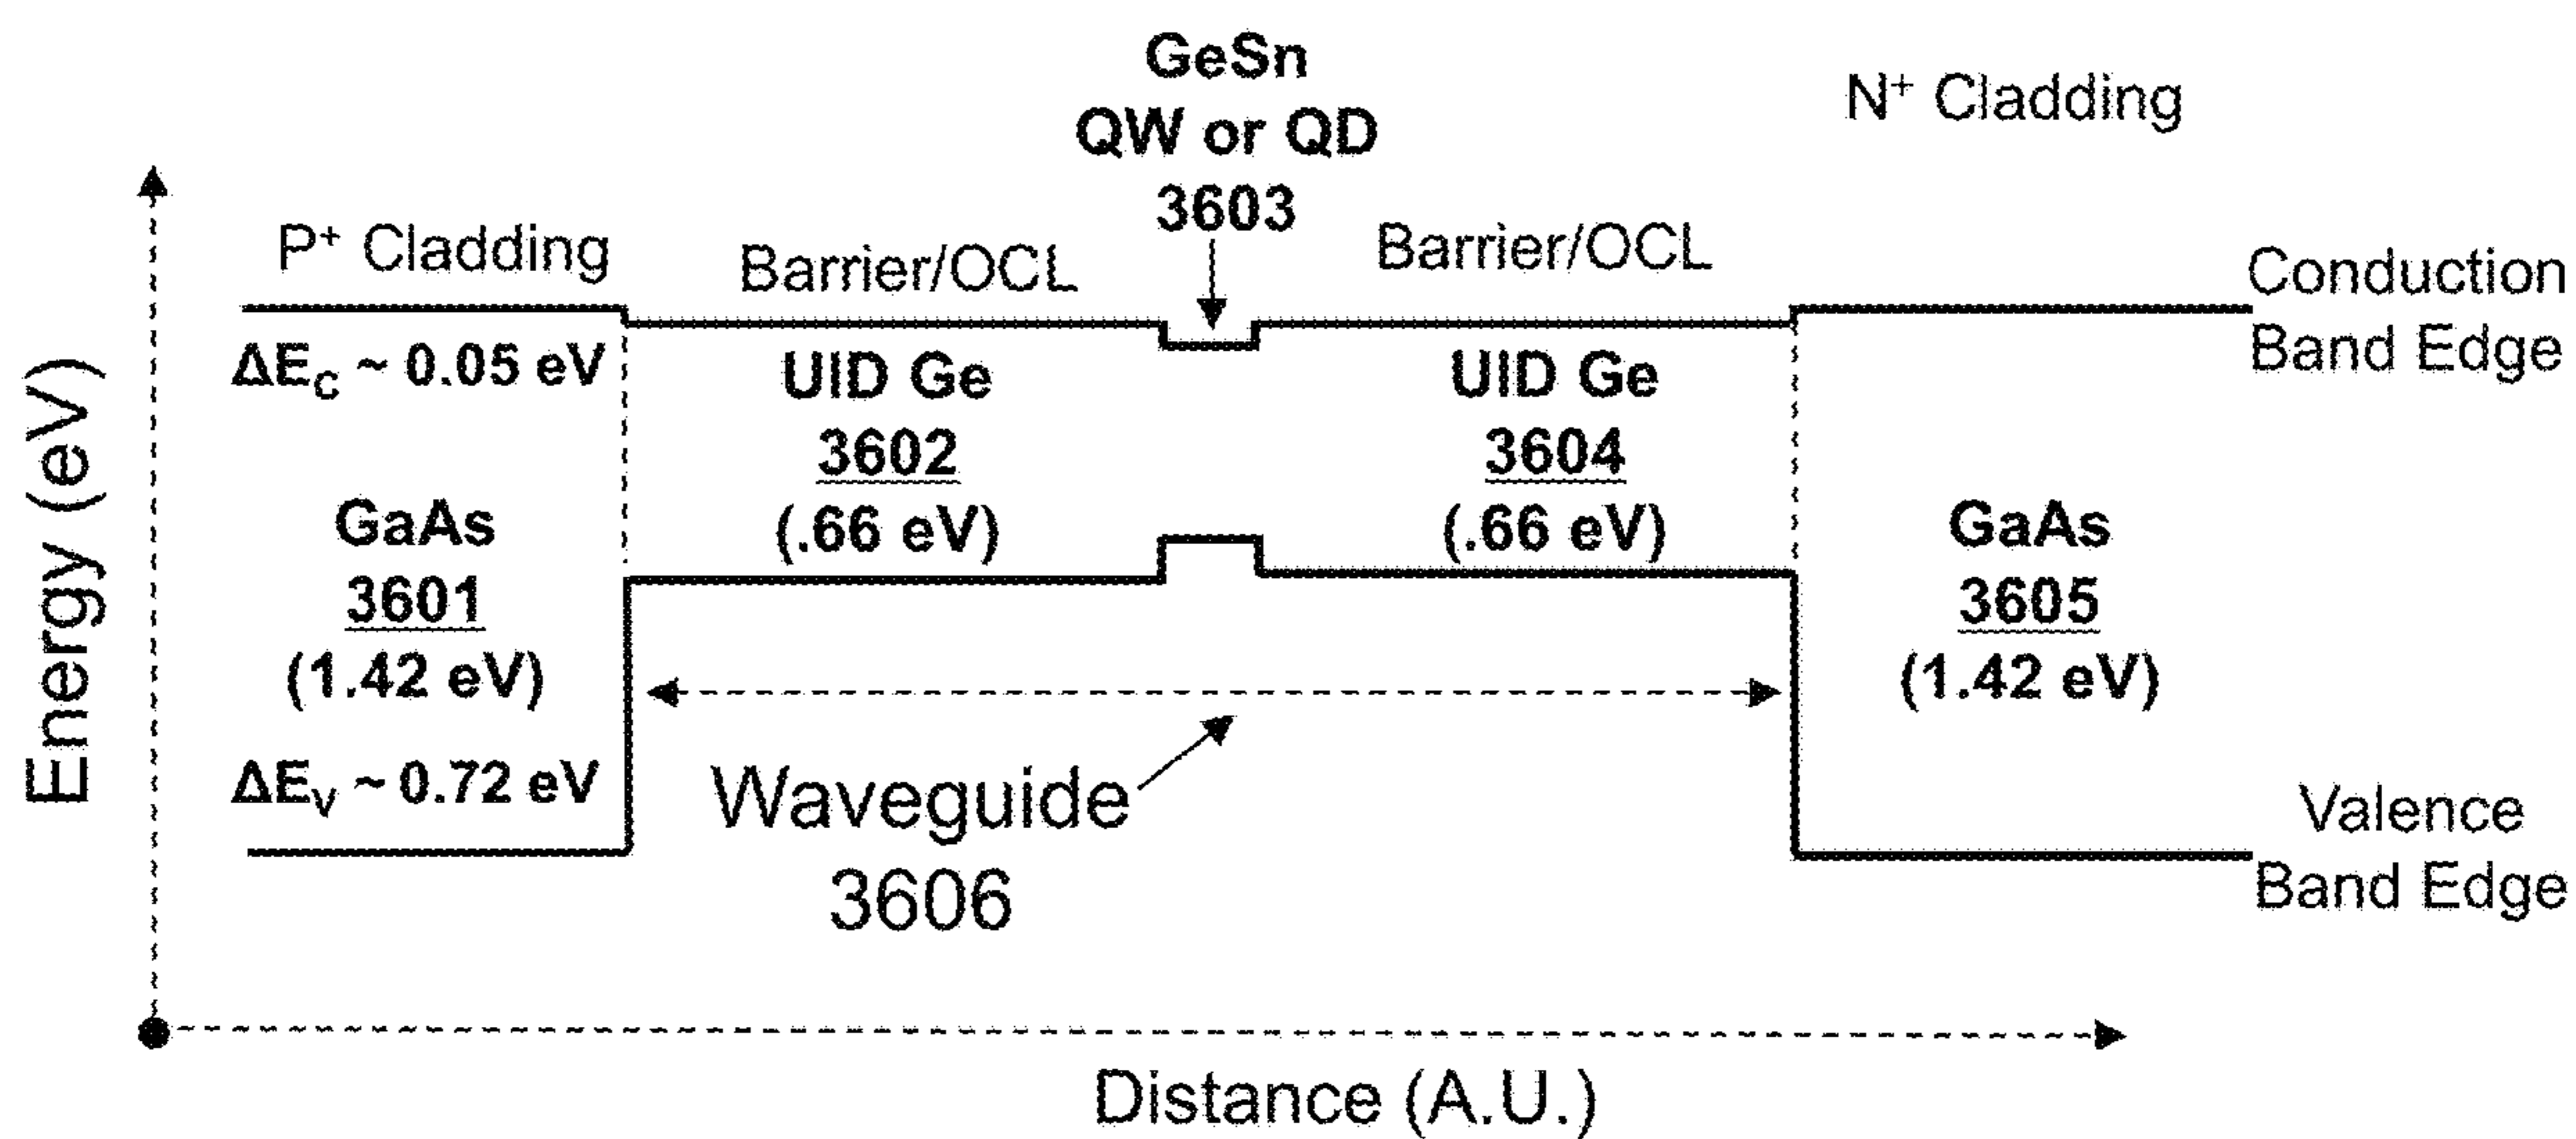 GeSn
QW or QD
3603
N⁺ Cladding
P⁺ Cladding
Barrier/OCL
Barrier/OCL
Conduction
Band Edge
ΔE_C ~ 0.05 eV
UID Ge
3602
(.66 eV)
UID Ge
3604
(.66 eV)
GaAs
3601
(1.42 eV)
GaAs
3605
(1.42 eV)
ΔE_V ~ 0.72 eV
Waveguide
3606
Valence
Band Edge
Energy (eV)
Distance (A.U.)